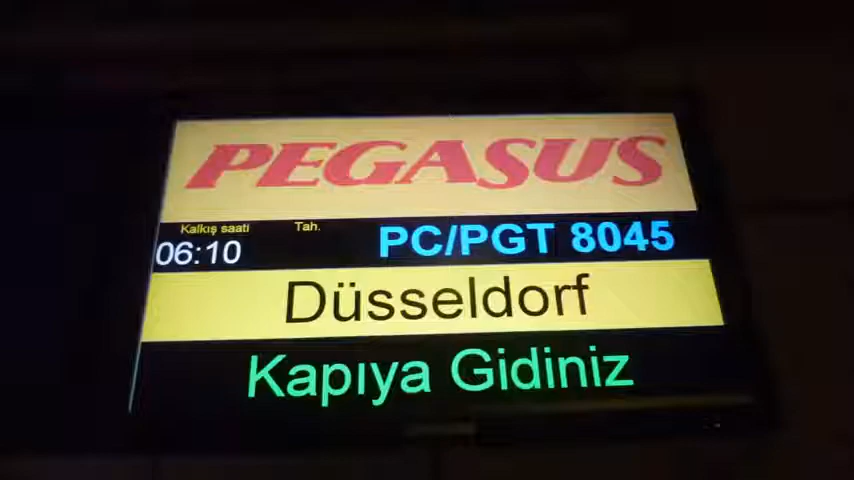 PEGASUS
Kalkış saati Tah.
06:10 PC/PGT 8045
Düsseldorf
Kapıya Gidiniz